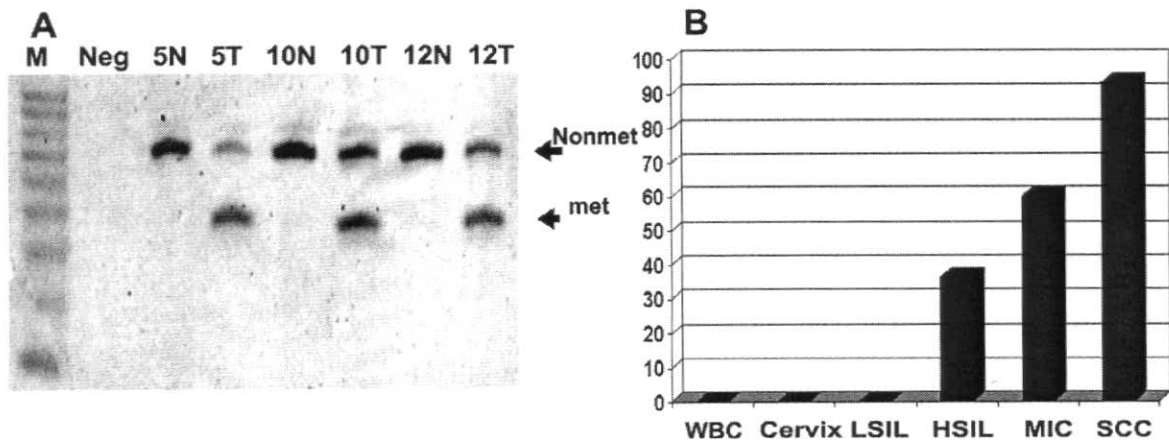 A
M Neg 5N 5T 10N 10T 12N 12T
Nonmet
met
B
100
90
80
70
60
50
40
30
20
10
0
WBC Cervix LSIL HSIL MIC SCC